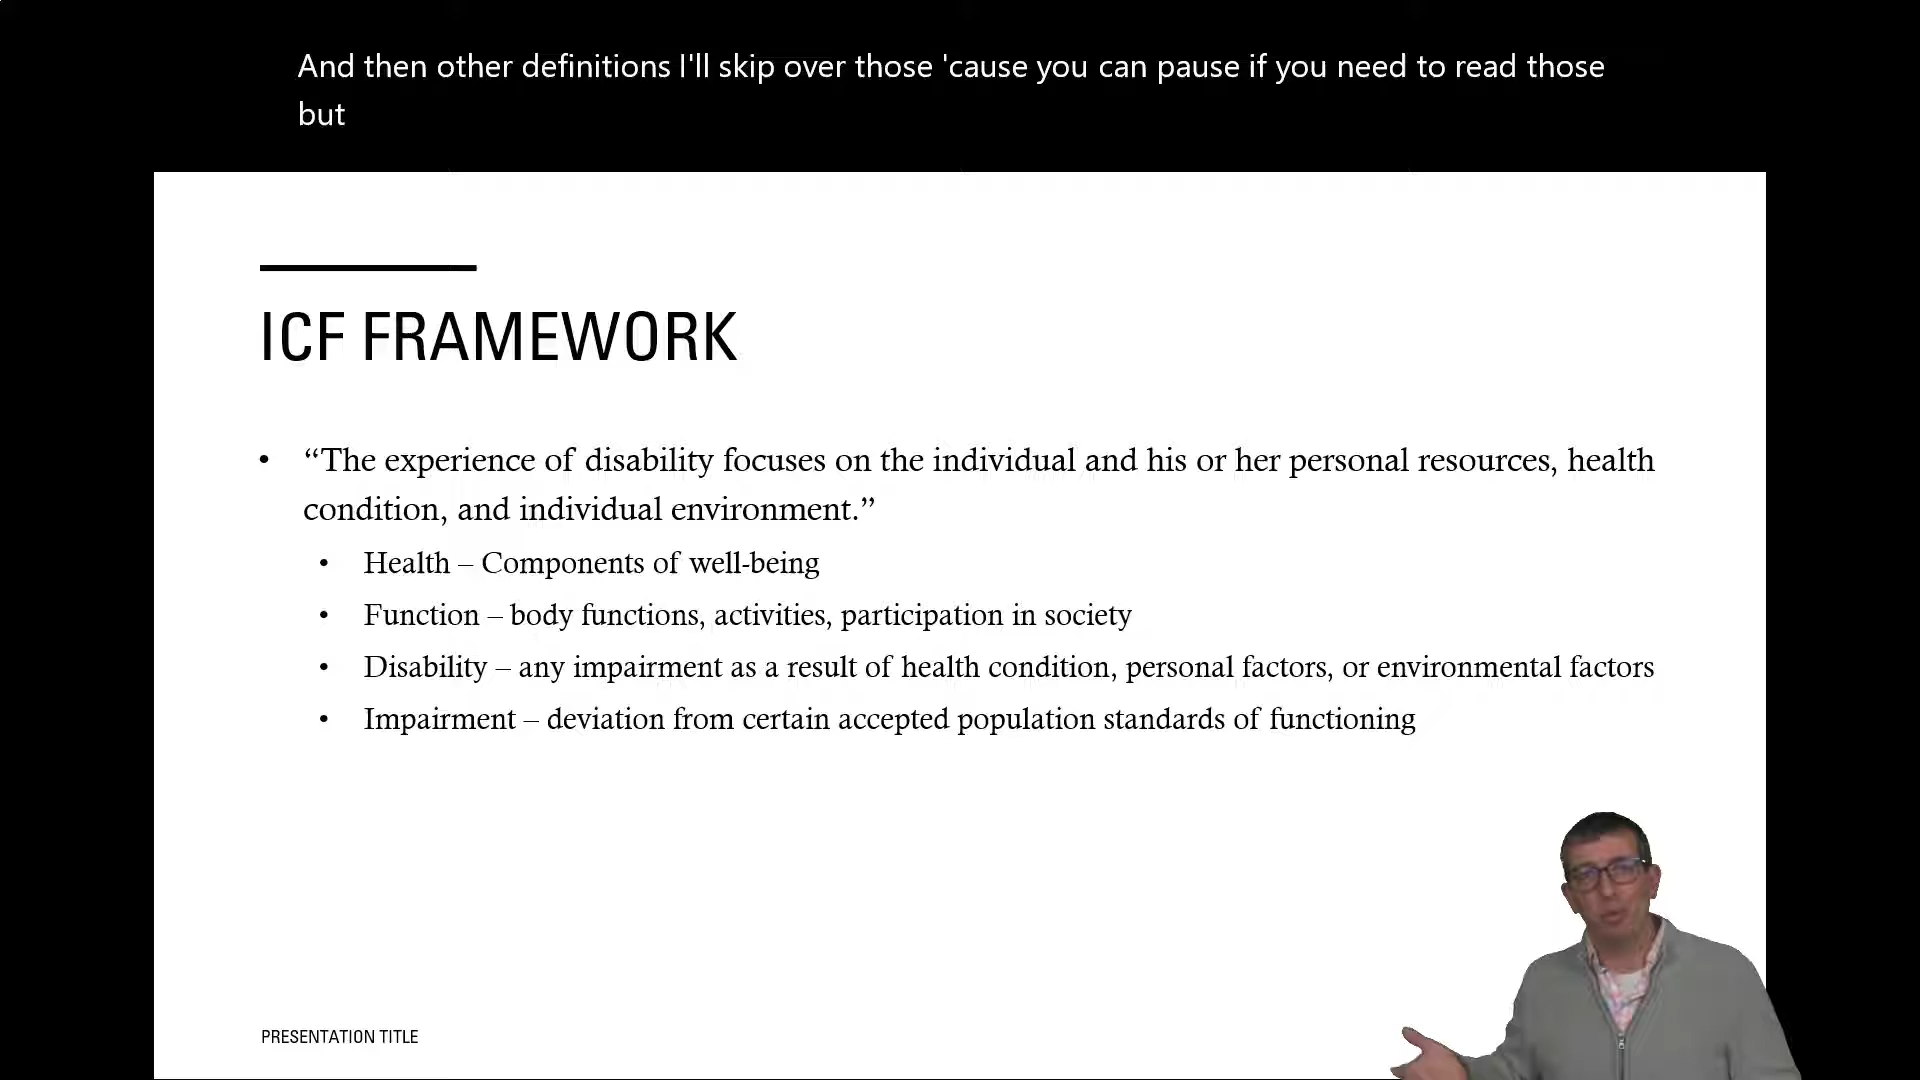 And then other definitions I'll skip over those 'cause you can pause if you need to read those
but
ICF FRAMEWORK
• “The experience of disability focuses on the individual and his or her personal resources, health
condition, and individual environment.”
• Health – Components of well-being
• Function – body functions, activities, participation in society
• Disability – any impairment as a result of health condition, personal factors, or environmental factors
• Impairment – deviation from certain accepted population standards of functioning
PRESENTATION TITLE